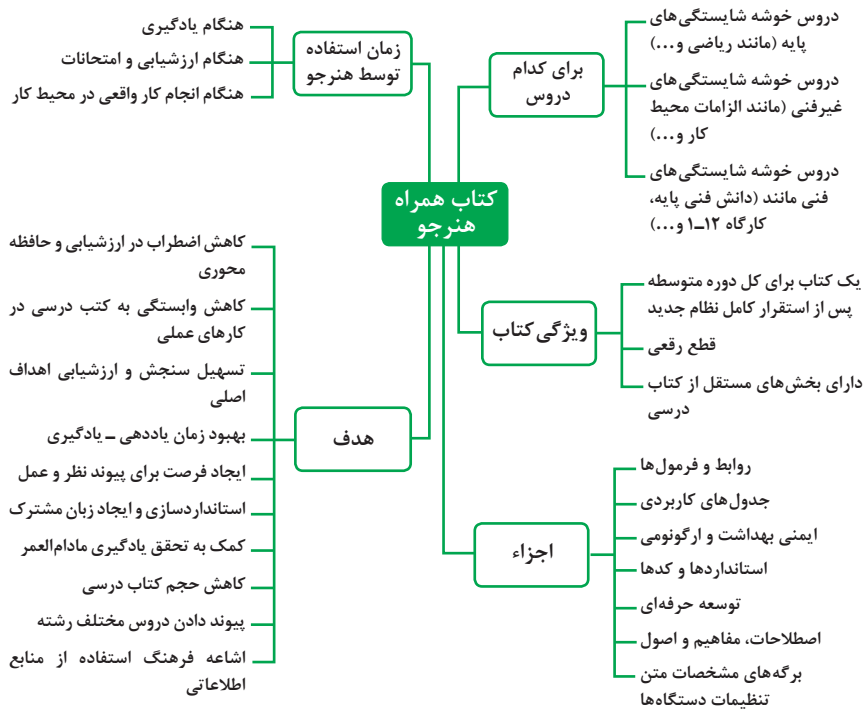 کتاب همراه
هنرجو
برای کدام
دروس
دروس خوشه شایستگی‌های
پایه (مانند ریاضی و...)
دروس خوشه شایستگی‌های
غیرفنی (مانند الزامات محیط
کار و...)
دروس خوشه شایستگی‌های
فنی مانند (دانش فنی پایه،
کارگاه ۱۲ــ۱ و...)
ویژگی کتاب
یک کتاب برای کل دوره متوسطه
پس از استقرار کامل نظام جدید
قطع رقعی
دارای بخش‌های مستقل از کتاب
درسی
اجزاء
روابط و فرمول‌ها
جدول‌های کاربردی
ایمنی بهداشت و ارگونومی
استانداردها و کدها
توسعه حرفه‌ای
اصطلاحات، مفاهیم و اصول
برگه‌های مشخصات متن
تنظیمات دستگاه‌ها
زمان استفاده
توسط هنرجو
هنگام یادگیری
هنگام ارزشیابی و امتحانات
هنگام انجام کار واقعی در محیط کار
هدف
کاهش اضطراب در ارزشیابی و حافظه
محوری
کاهش وابستگی به کتب درسی در
کارهای عملی
تسهیل سنجش و ارزشیابی اهداف
اصلی
بهبود زمان یاددهی ــ یادگیری
ایجاد فرصت برای پیوند نظر و عمل
استانداردسازی و ایجاد زبان مشترک
کمک به تحقق یادگیری مادام‌العمر
کاهش حجم کتاب درسی
پیوند دادن دروس مختلف رشته
اشاعه فرهنگ استفاده از منابع
اطلاعاتی